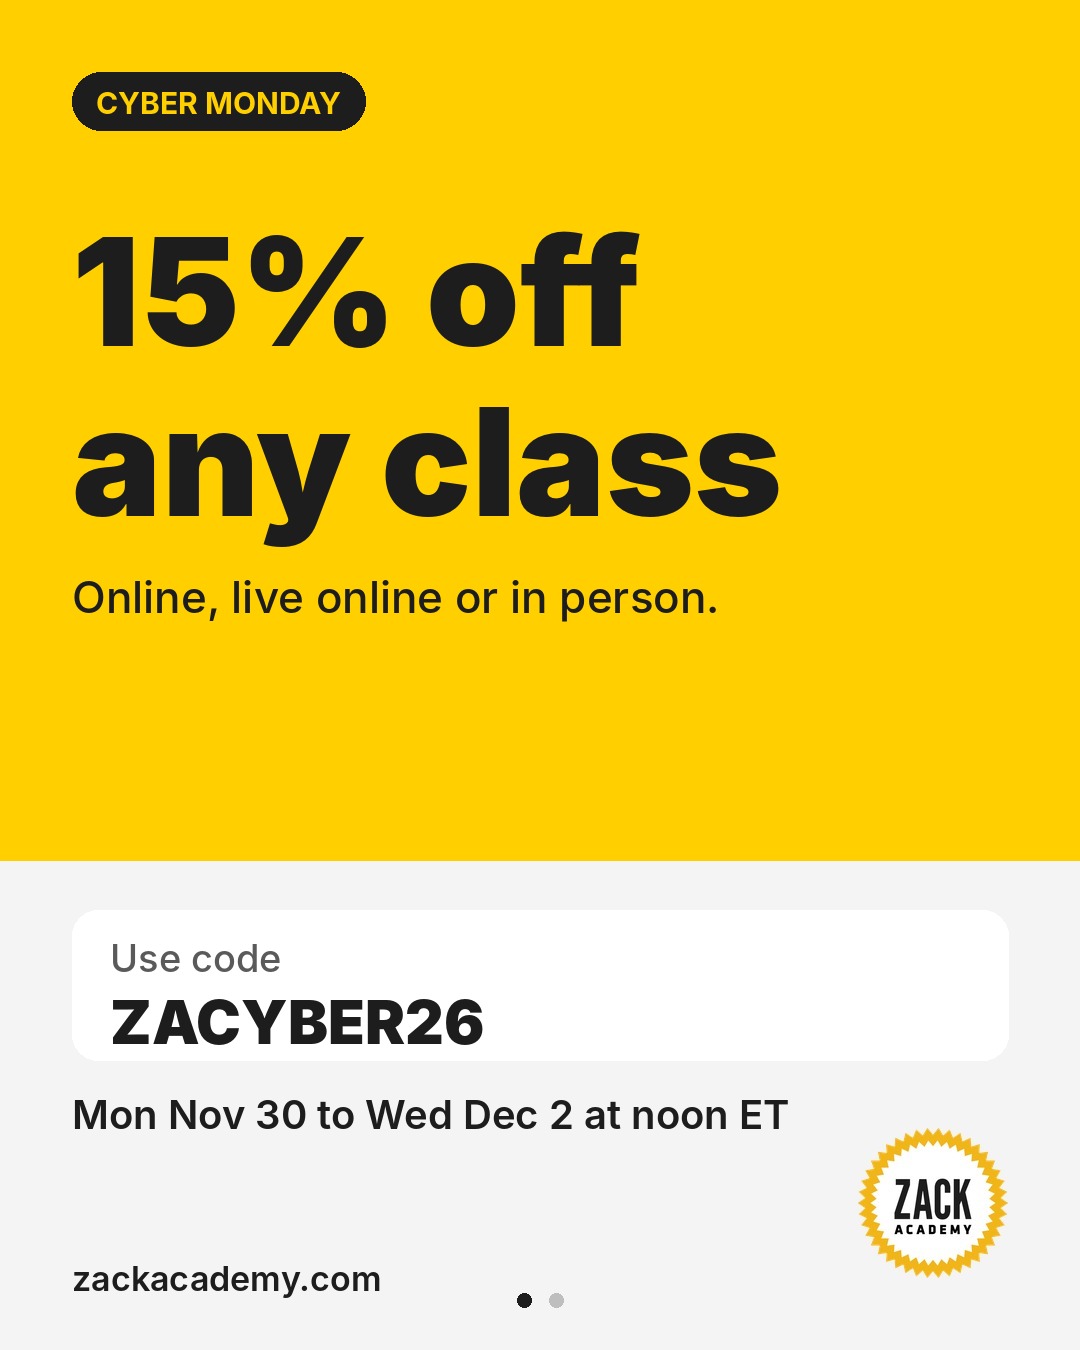 CYBER MONDAY
15% off
any class
Online, live online or in person.
Use code
ZACYBER26
Mon Nov 30 to Wed Dec 2 at noon ET
ZACK
ACADEMY
zackacademy.com